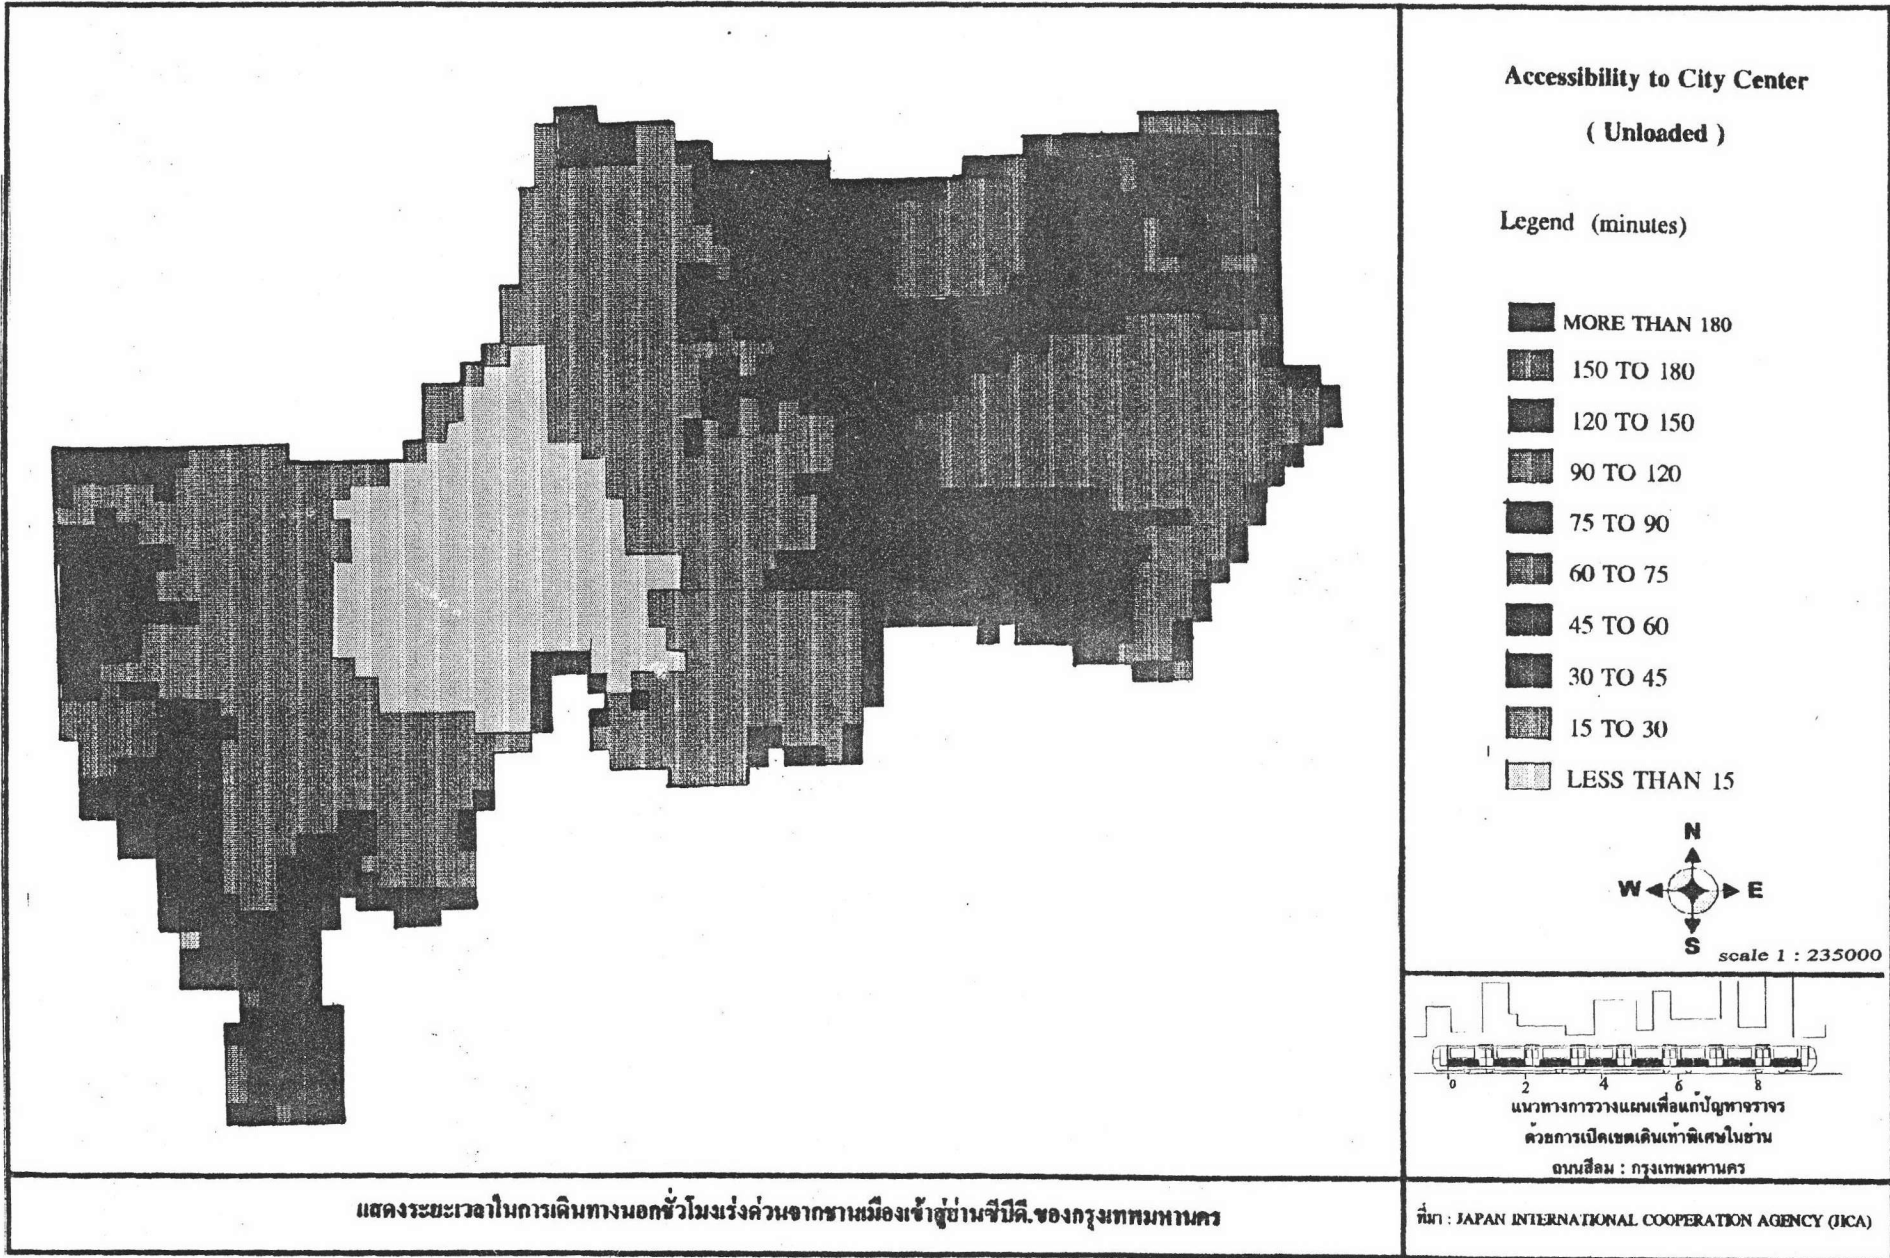 Accessibility to City Center
( Unloaded )
Legend (minutes)
MORE THAN 180
150 TO 180
120 TO 150
90 TO 120
75 TO 90
60 TO 75
45 TO 60
30 TO 45
15 TO 30
LESS THAN 15
N
W E
S
scale 1 : 235000
0 2 4 6 8
แนวทางการวางแผนเพื่อแก้ปัญหาจราจร
ด้วยการเปิดเขตเดินเท้าพิเศษในย่าน
ถนนสีลม : กรุงเทพมหานคร
แสดงระยะเวลาในการเดินทางนอกชั่วโมงเร่งด่วนจากชานเมืองเข้าสู่ย่านซีบีดี.ของกรุงเทพมหานคร
ที่มา : JAPAN INTERNATIONAL COOPERATION AGENCY (JICA)